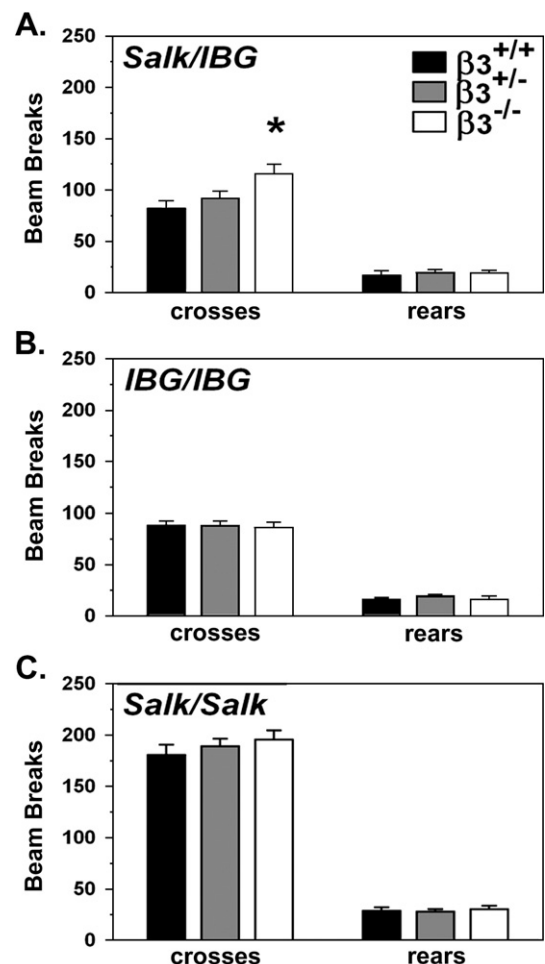 A.
Salk/IBG
β3+/+
β3+/-
β3-/-
*
Beam Breaks
250
200
150
100
50
0
crosses rears
B.
IBG/IBG
Beam Breaks
250
200
150
100
50
0
crosses rears
C.
Salk/Salk
Beam Breaks
250
200
150
100
50
0
crosses rears